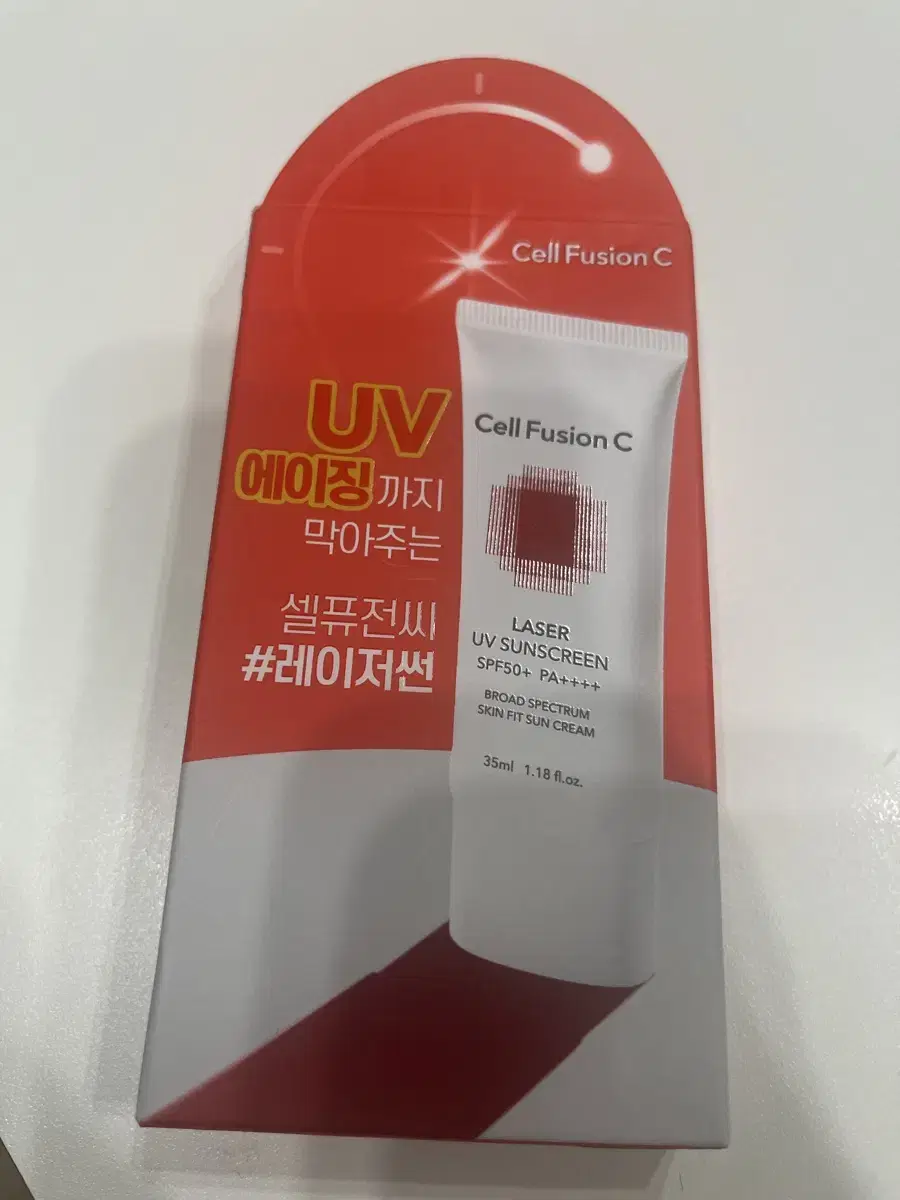 Cell Fusion C
UV
에이징까지
막아주는
셀퓨전씨
#레이저썬
Cell Fusion C
LASER
UV SUNSCREEN
SPF50+ PA++++
BROAD SPECTRUM
SKIN FIT SUN CREAM
35ml 1.18 fl.oz.